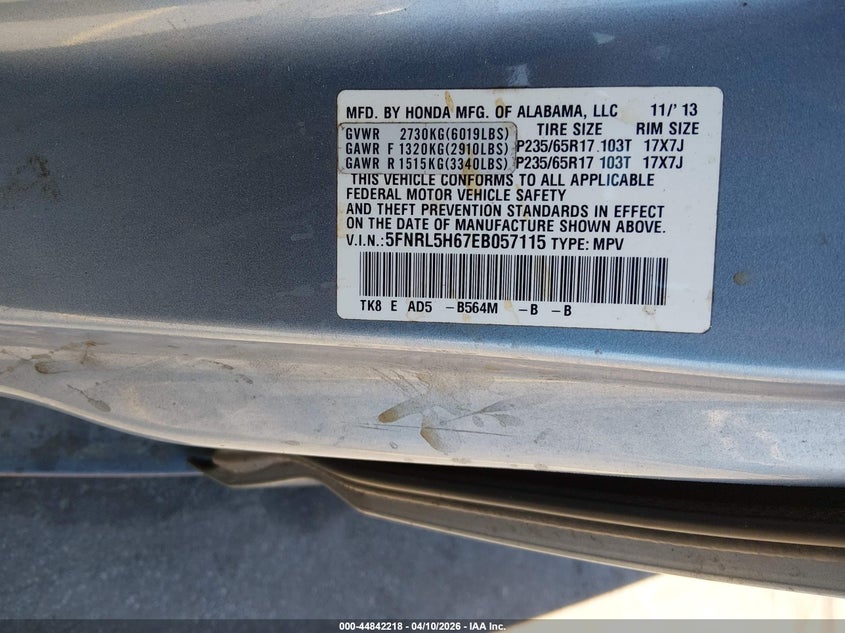 MFD. BY HONDA MFG. OF ALABAMA, LLC 11/'13
GVWR 2730KG(6019LBS) TIRE SIZE RIM SIZE
GAWR F 1320KG(2910LBS) P235/65R17 103T 17X7J
GAWR R 1515KG(3340LBS) P235/65R17 103T 17X7J
THIS VEHICLE CONFORMS TO ALL APPLICABLE
FEDERAL MOTOR VEHICLE SAFETY
AND THEFT PREVENTION STANDARDS IN EFFECT
ON THE DATE OF MANUFACTURE SHOWN ABOVE.
V.I.N.: 5FNRL5H67EB057115 TYPE: MPV
TK8 E AD5 -B564M -B -B
000-44842218 - 04/10/2026 - IAA Inc.